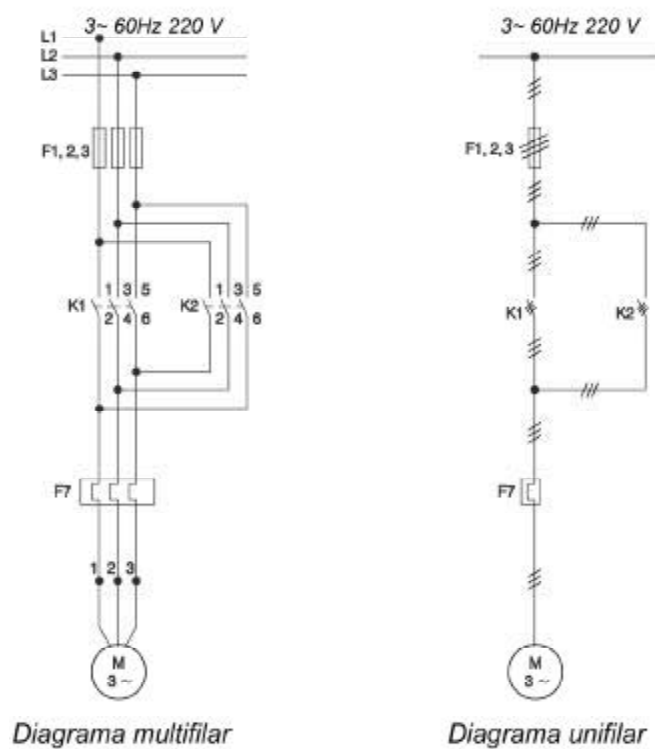 3~ 60Hz 220 V
L1
L2
L3
F1, 2, 3
1 3 5
K1
2 4 6
1 3 5
K2
2 4 6
F7
1 2 3
M
3 ~
Diagrama multifilar
3~ 60Hz 220 V
F1, 2, 3
K1
K2
F7
M
3 ~
Diagrama unifilar